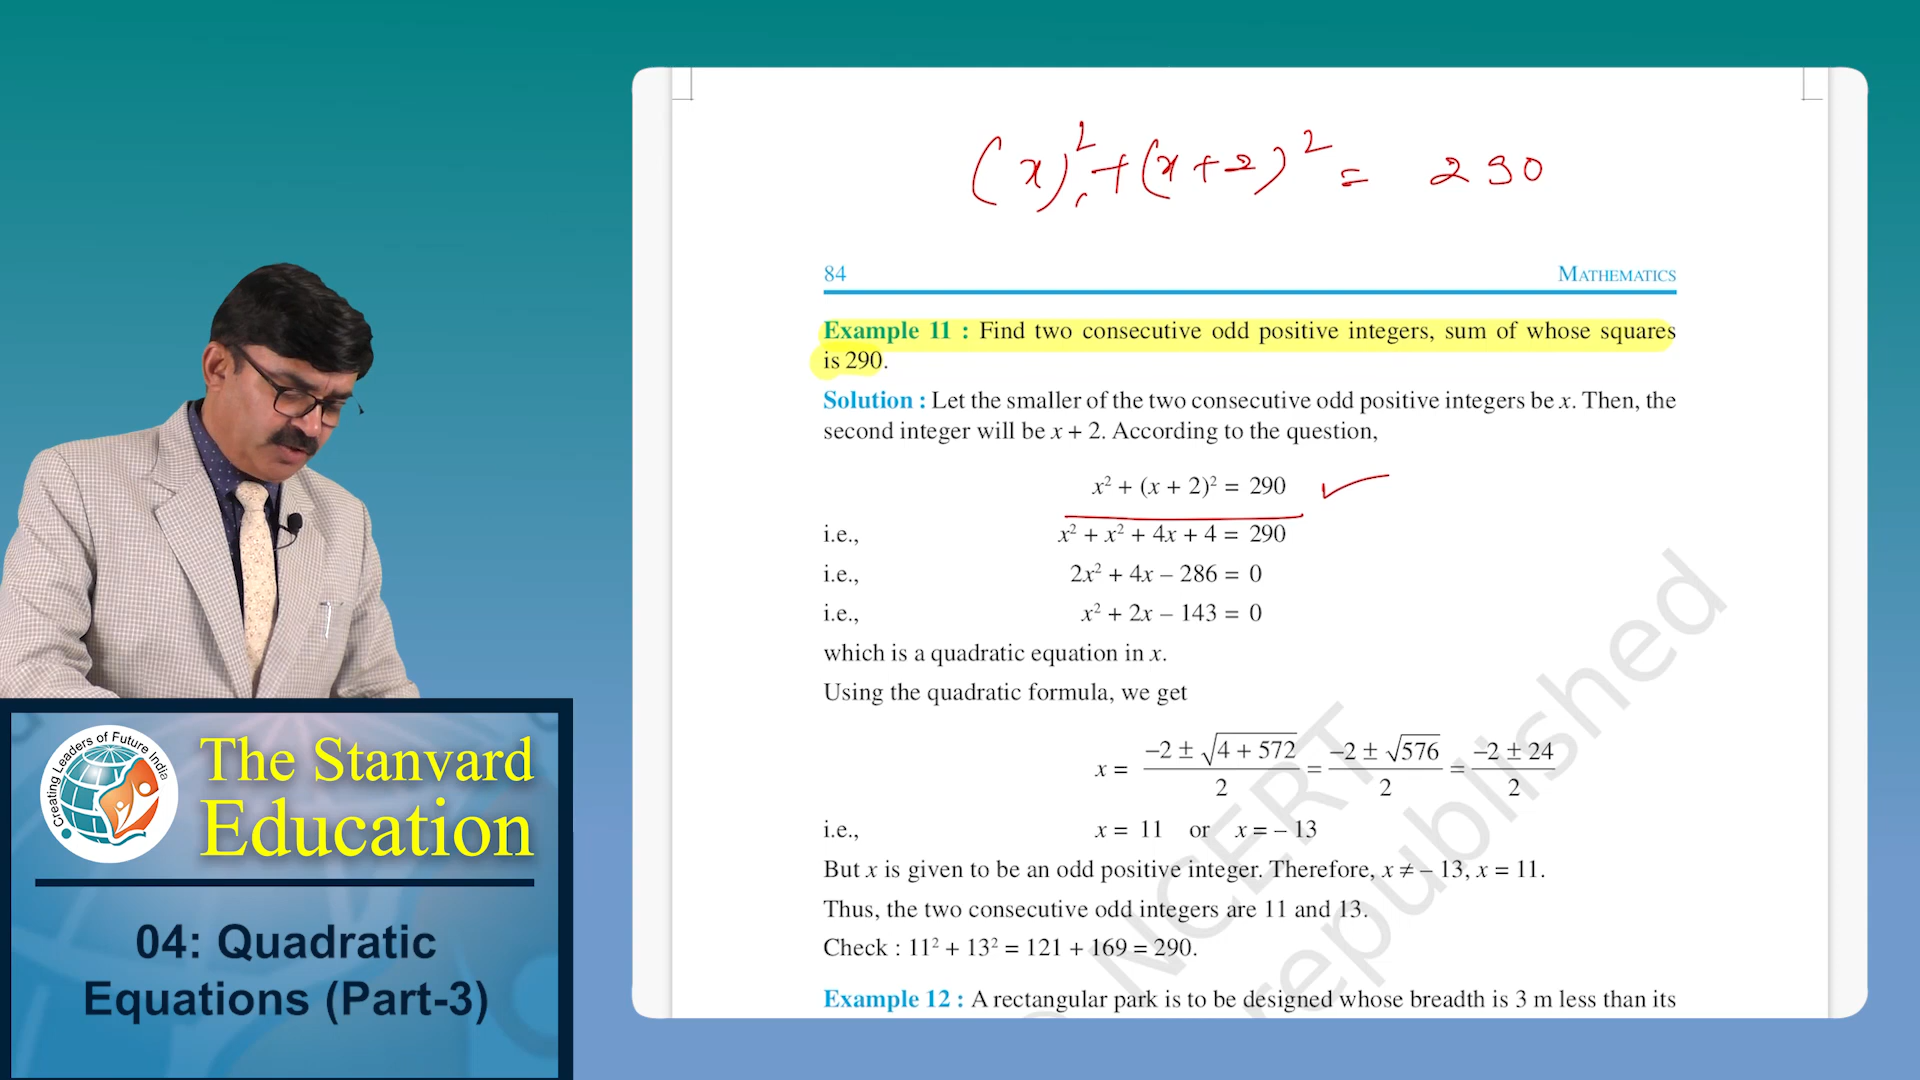 (x)² + (x+2)² = 290
84 MATHEMATICS
Example 11 : Find two consecutive odd positive integers, sum of whose squares
is 290.
Solution : Let the smaller of the two consecutive odd positive integers be x. Then, the
second integer will be x + 2. According to the question,
x² + (x + 2)² = 290
i.e., x² + x² + 4x + 4 = 290
i.e., 2x² + 4x – 286 = 0
i.e., x² + 2x – 143 = 0
which is a quadratic equation in x.
Using the quadratic formula, we get
x = (–2 ± √(4 + 572))/2 = (–2 ± √576)/2 = (–2 ± 24)/2
i.e., x = 11 or x = – 13
But x is given to be an odd positive integer. Therefore, x ≠ – 13, x = 11.
Thus, the two consecutive odd integers are 11 and 13.
Check : 11² + 13² = 121 + 169 = 290.
Example 12 : A rectangular park is to be designed whose breadth is 3 m less than its
NCERT
republished
Creating Leaders of Future India
The Stanvard
Education
04: Quadratic
Equations (Part-3)